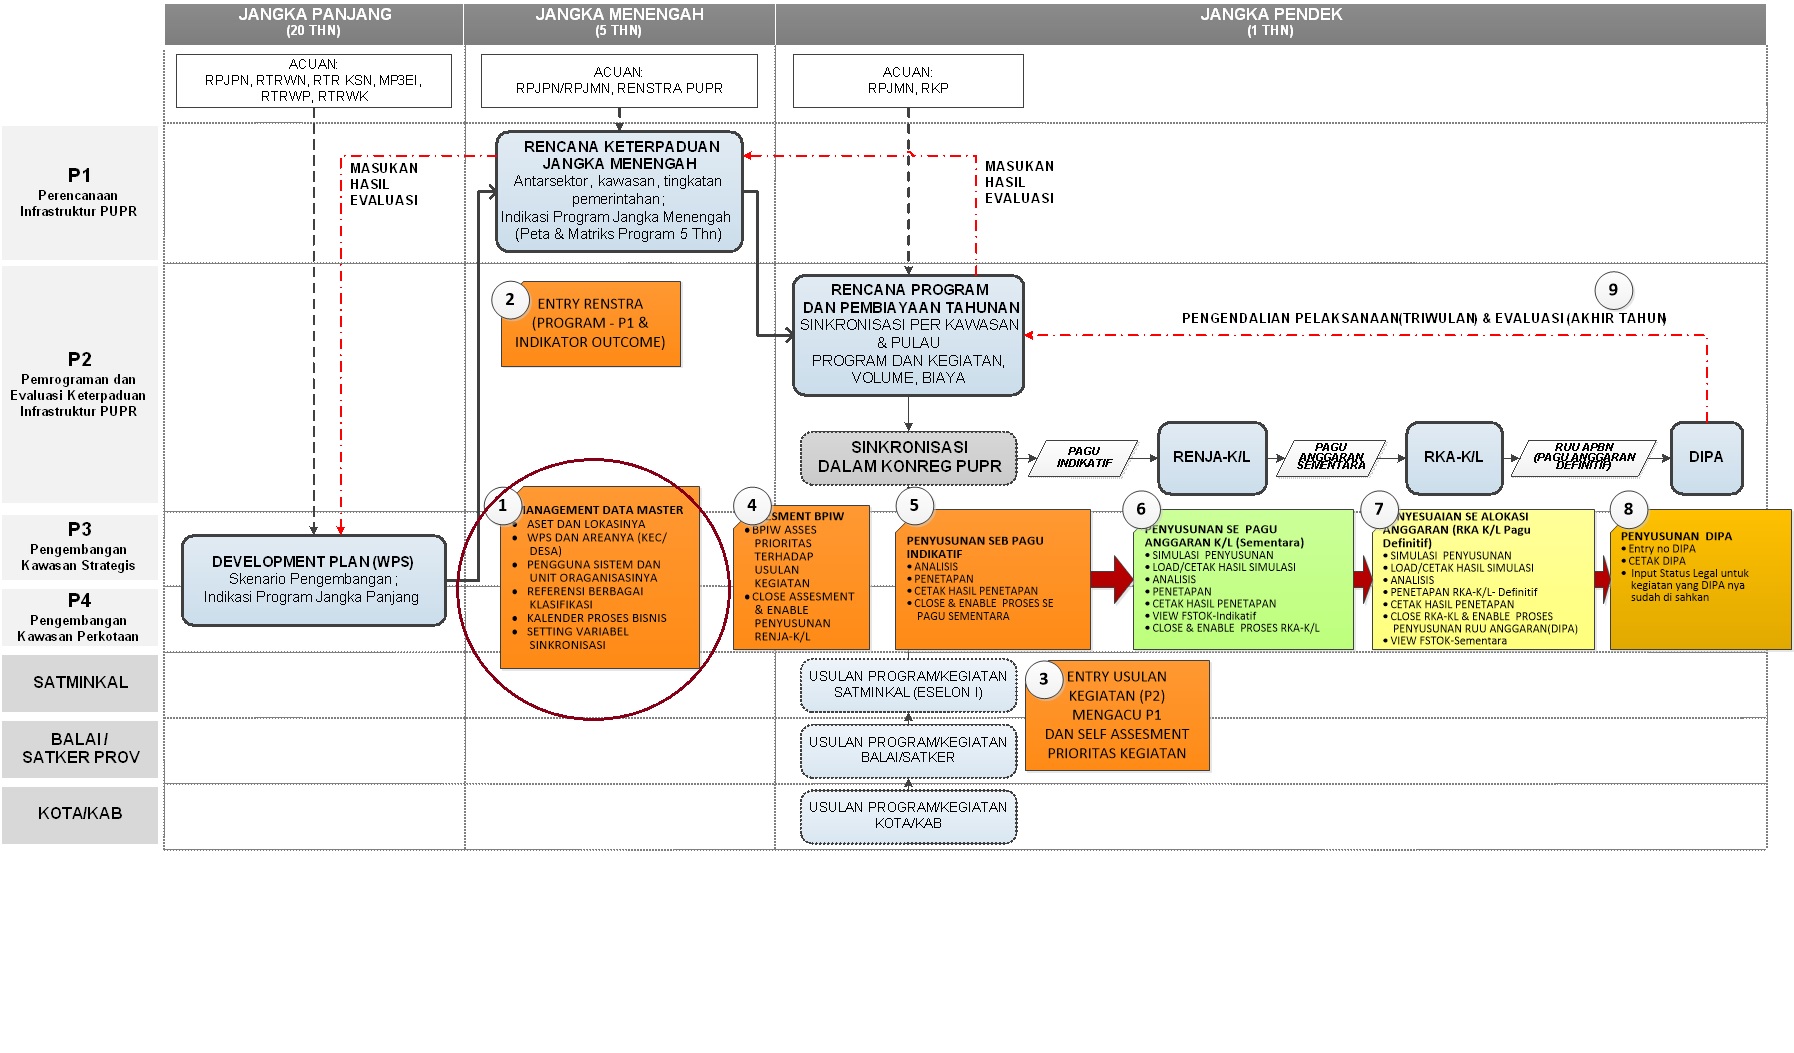 JANGKA PANJANG
(20 THN)
JANGKA MENENGAH
(5 THN)
JANGKA PENDEK
(1 THN)
ACUAN:
RPJPN, RTRWN, RTR KSN, MP3EI,
RTRWP, RTRWK
ACUAN:
RPJPN/RPJMN, RENSTRA PUPR
ACUAN:
RPJMN, RKP
P1
Perencanaan
Infrastruktur PUPR
MASUKAN
HASIL
EVALUASI
RENCANA KETERPADUAN
JANGKA MENENGAH
Antarsektor, kawasan, tingkatan
pemerintahan;
Indikasi Program Jangka Menengah
(Peta & Matriks Program 5 Thn)
MASUKAN
HASIL
EVALUASI
P2
Pemrograman dan
Evaluasi Keterpaduan
Infrastruktur PUPR
2
ENTRY RENSTRA
(PROGRAM - P1 &
INDIKATOR OUTCOME)
RENCANA PROGRAM
DAN PEMBIAYAAN TAHUNAN
SINKRONISASI PER KAWASAN
& PULAU
PROGRAM DAN KEGIATAN,
VOLUME, BIAYA
9
PENGENDALIAN PELAKSANAAN(TRIWULAN) & EVALUASI(AKHIR TAHUN)
SINKRONISASI
DALAM KONREG PUPR
PAGU
INDIKATIF
RENJA-K/L
PAGU
ANGGARAN
SEMENTARA
RKA-K/L
RUU APBN
(PAGU ANGGARAN
DEFINITIF)
DIPA
P3
Pengembangan
Kawasan Strategis
P4
Pengembangan
Kawasan Perkotaan
DEVELOPMENT PLAN (WPS)
Skenario Pengembangan;
Indikasi Program Jangka Panjang
1
MANAGEMENT DATA MASTER
• ASET DAN LOKASINYA
• WPS DAN AREANYA (KEC/
DESA)
• PENGGUNA SISTEM DAN
UNIT ORAGANISASINYA
• REFERENSI BERBAGAI
KLASIFIKASI
• KALENDER PROSES BISNIS
• SETTING VARIABEL
SINKRONISASI
4
ESMENT BPIW
• BPIW ASSES
PRIORITAS
TERHADAP
USULAN
KEGIATAN
• CLOSE ASSESMENT
& ENABLE
PENYUSUNAN
RENJA-K/L
5
PENYUSUNAN SEB PAGU
INDIKATIF
• ANALISIS
• PENETAPAN
• CETAK HASIL PENETAPAN
• CLOSE & ENABLE PROSES SE
PAGU SEMENTARA
6
PENYUSUNAN SE PAGU
ANGGARAN K/L (Sementara)
• SIMULASI PENYUSUNAN
• LOAD/CETAK HASIL SIMULASI
• ANALISIS
• PENETAPAN
• CETAK HASIL PENETAPAN
• VIEW FSTOK-Indikatif
• CLOSE & ENABLE PROSES RKA-K/L
7
NYESUAIAN SE ALOKASI
ANGGARAN (RKA K/L Pagu
Definitif)
• SIMULASI PENYUSUNAN
• LOAD/CETAK HASIL SIMULASI
• ANALISIS
• PENETAPAN RKA-K/L- Definitif
• CETAK HASIL PENETAPAN
• CLOSE RKA-KL & ENABLE PROSES
PENYUSUNAN RUU ANGGARAN(DIPA)
• VIEW FSTOK-Sementara
8
PENYUSUNAN DIPA
• Entry no DIPA
• CETAK DIPA
• Input Status Legal untuk
kegiatan yang DIPA nya
sudah di sahkan
SATMINKAL
USULAN PROGRAM/KEGIATAN
SATMINKAL (ESELON I)
3
ENTRY USULAN
KEGIATAN (P2)
MENGACU P1
DAN SELF ASSESMENT
PRIORITAS KEGIATAN
BALAI /
SATKER PROV
USULAN PROGRAM/KEGIATAN
BALAI/SATKER
KOTA/KAB
USULAN PROGRAM/KEGIATAN
KOTA/KAB